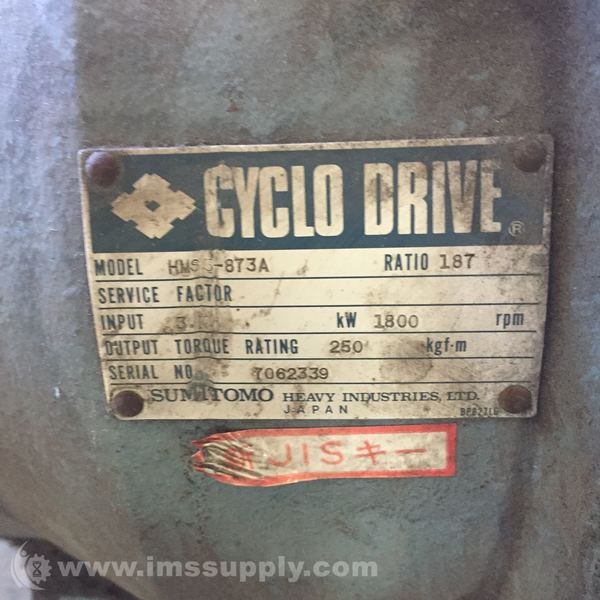 CYCLO DRIVE ®
MODEL RATIO 187
SERVICE FACTOR
INPUT kW 1800 rpm
OUTPUT TORQUE RATING 250 kgf·m
SERIAL NO. 7062339
SUMITOMO HEAVY INDUSTRIES, LTD.
JAPAN
新JISキー
www.imssupply.com